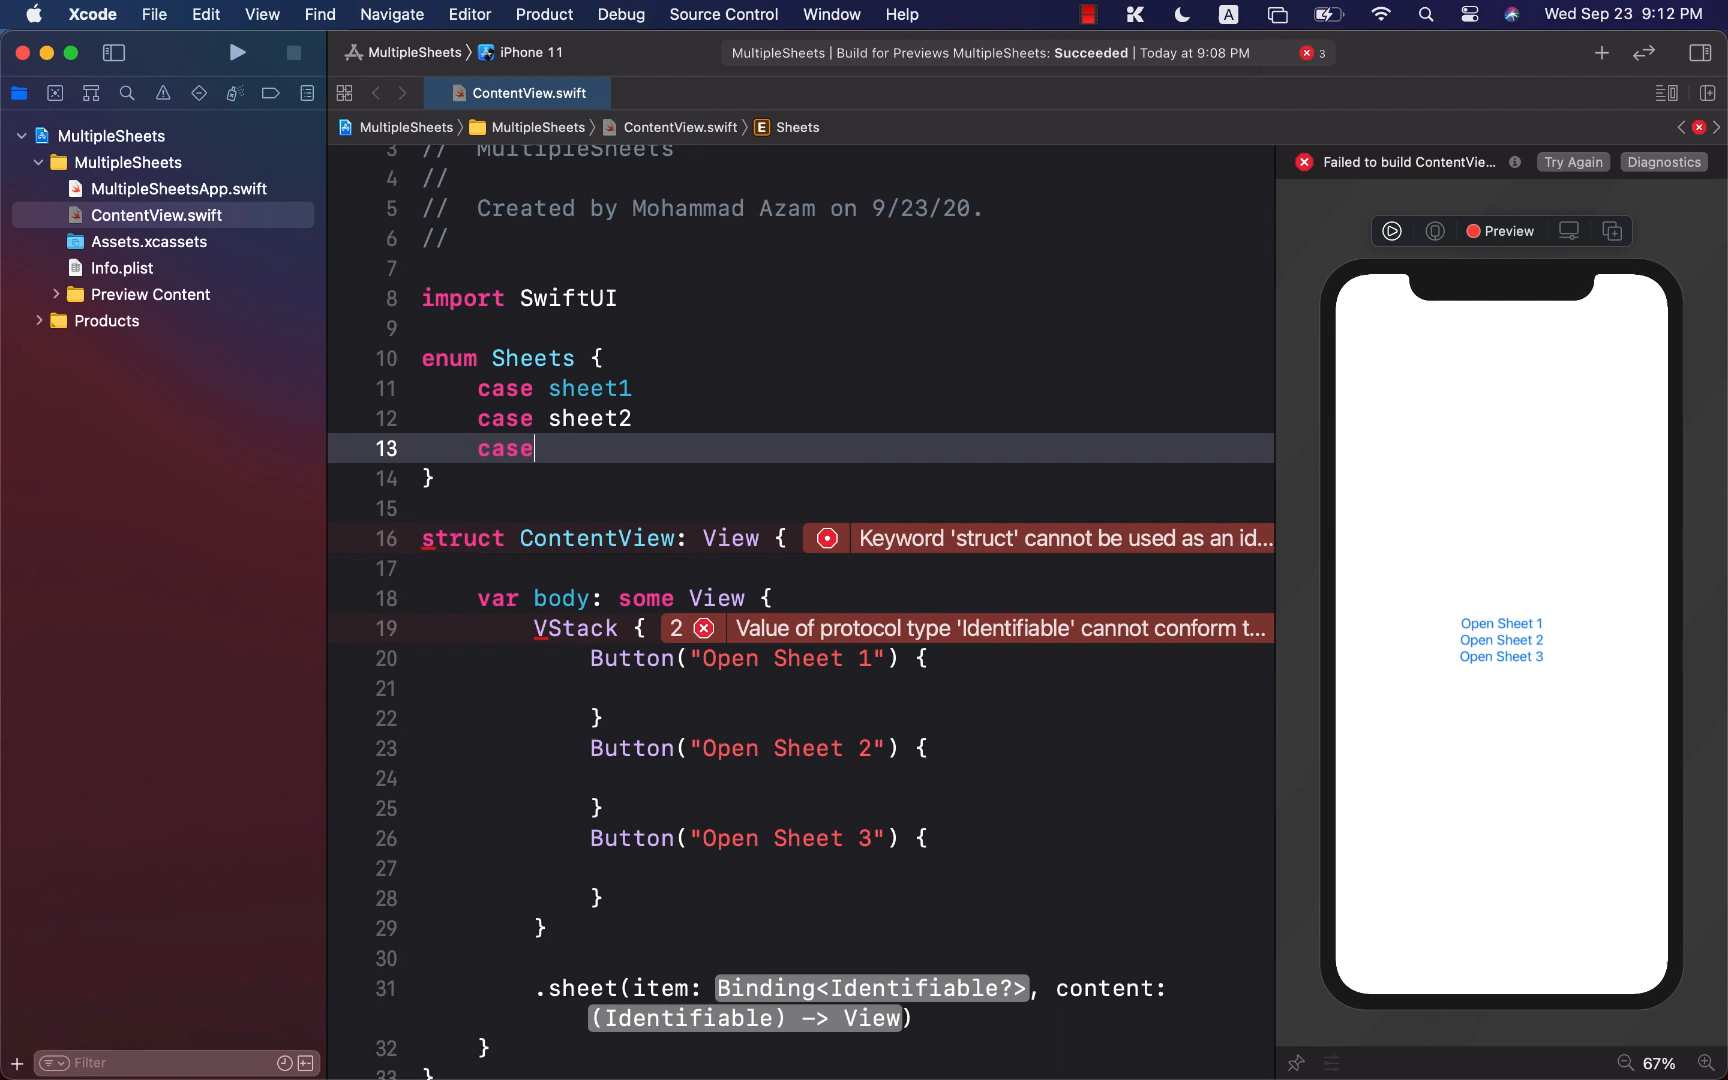 Xcode File Edit View Find Navigate Editor Product Debug Source Control Window Help A Wed Sep 23 9:12 PM
MultipleSheets iPhone 11 MultipleSheets | Build for Previews MultipleSheets: Succeeded | Today at 9:08 PM 3
ContentView.swift
MultipleSheets MultipleSheets ContentView.swift E Sheets
MultipleSheets
MultipleSheets
MultipleSheetsApp.swift
ContentView.swift
Assets.xcassets
Info.plist
Preview Content
Products
Filter
3 // MultipleSheets
4 //
5 // Created by Mohammad Azam on 9/23/20.
6 //
7
8 import SwiftUI
9
10 enum Sheets {
11 case sheet1
12 case sheet2
13 case
14 }
15
16 struct ContentView: View { Keyword 'struct' cannot be used as an id...
17
18 var body: some View {
19 VStack { 2 Value of protocol type 'Identifiable' cannot conform t...
20 Button("Open Sheet 1") {
21
22 }
23 Button("Open Sheet 2") {
24
25 }
26 Button("Open Sheet 3") {
27
28 }
29 }
30
31 .sheet(item: Binding<Identifiable?>, content:
(Identifiable) -> View)
32 }
33 }
Failed to build ContentVie... Try Again Diagnostics
Preview
Open Sheet 1
Open Sheet 2
Open Sheet 3
67%